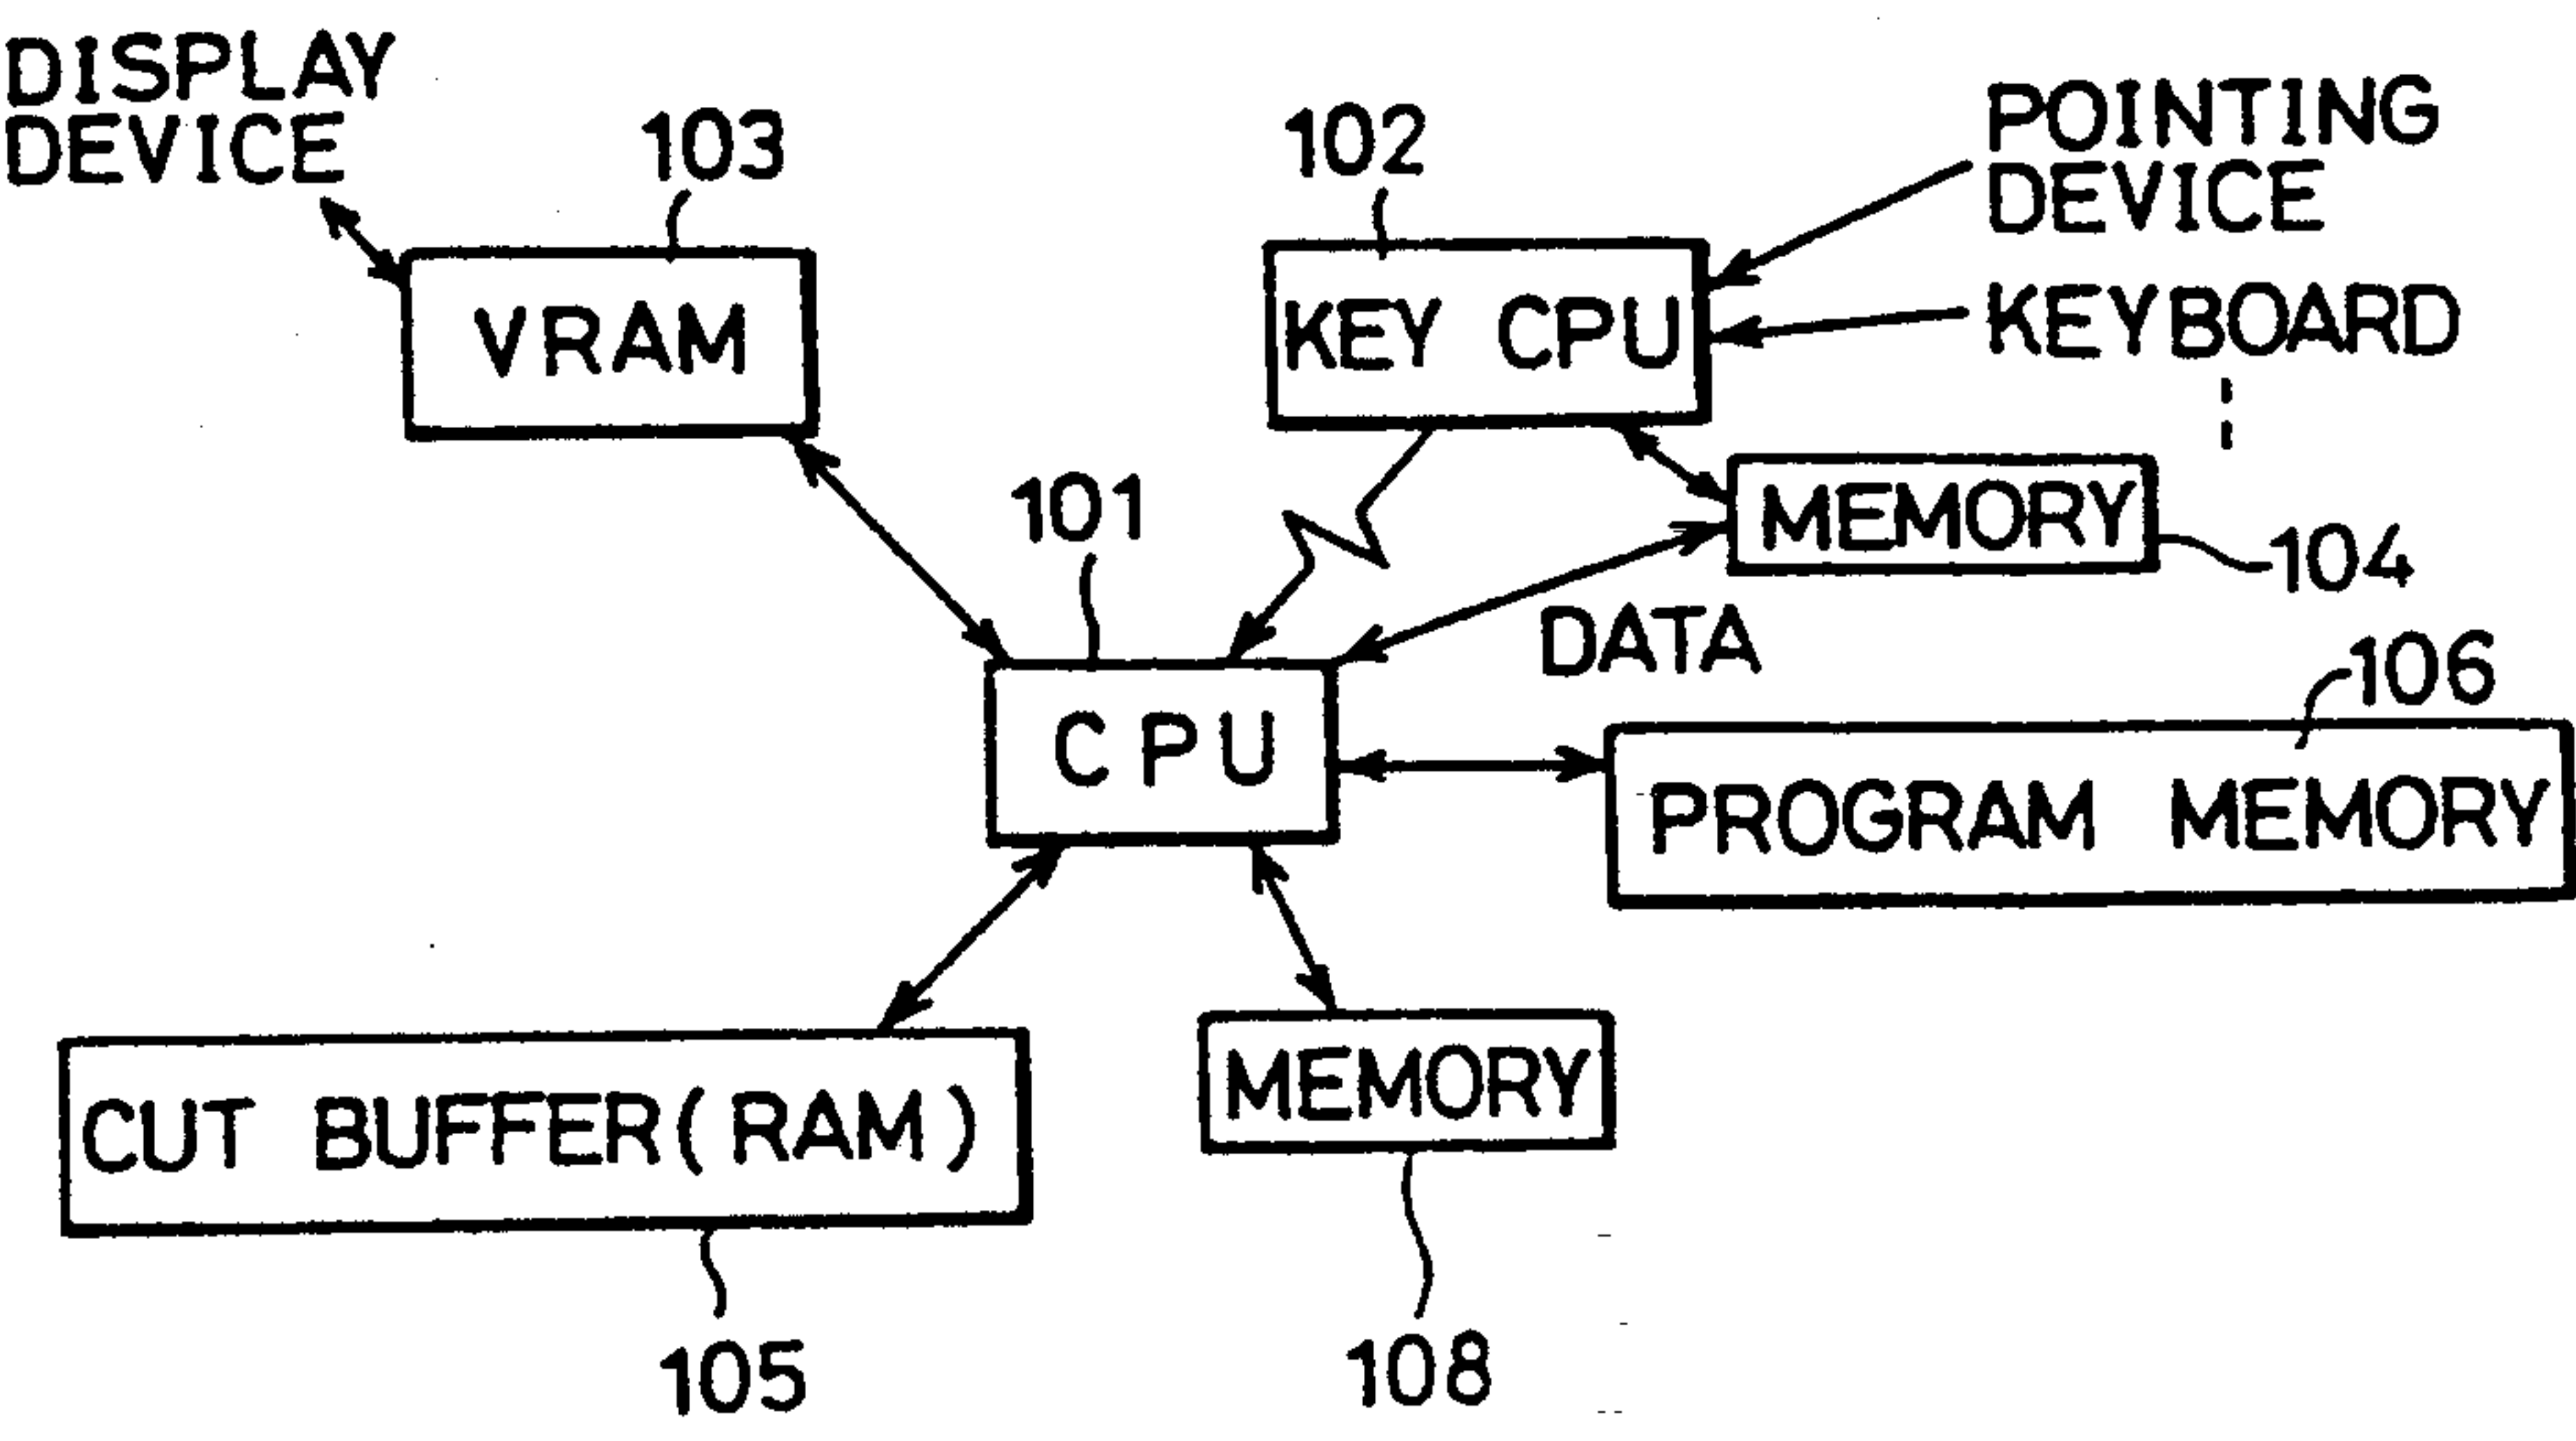 DISPLAY
DEVICE
103
102
POINTING
DEVICE
VRAM
KEY CPU
KEYBOARD
101
MEMORY
104
DATA
106
CPU
PROGRAM MEMORY
CUT BUFFER(RAM)
MEMORY
105
108